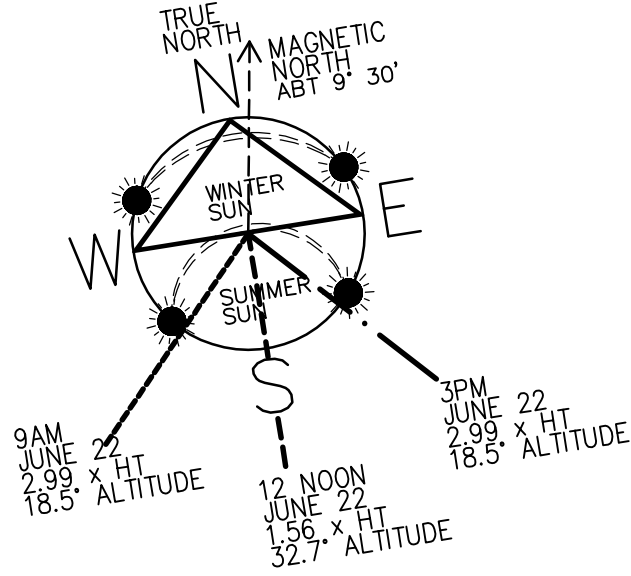 TRUE
NORTH
MAGNETIC
NORTH
ABT 9° 30'
N
WINTER
SUN
E
W
SUMMER
SUN
S
3PM
JUNE 22
2.99 x HT
18.5° ALTITUDE
9AM
JUNE 22
2.99 x HT
18.5° ALTITUDE
12 NOON
JUNE 22
1.56 x HT
32.7° ALTITUDE